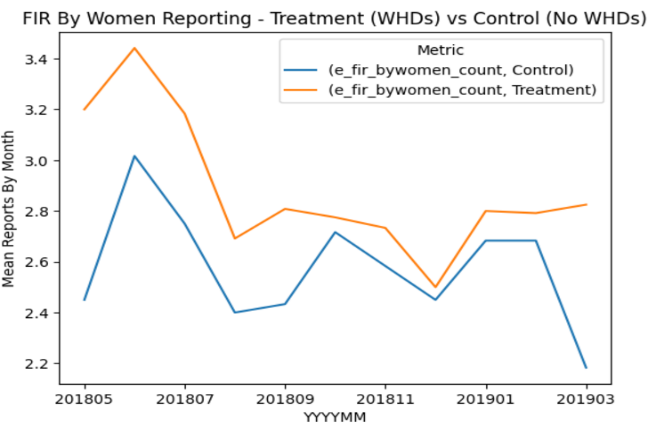 FIR By Women Reporting - Treatment (WHDs) vs Control (No WHDs)
Metric
(e_fir_bywomen_count, Control)
(e_fir_bywomen_count, Treatment)
Mean Reports By Month
3.4
3.2
3.0
2.8
2.6
2.4
2.2
201805 201807 201809 201811 201901 201903
YYYYMM